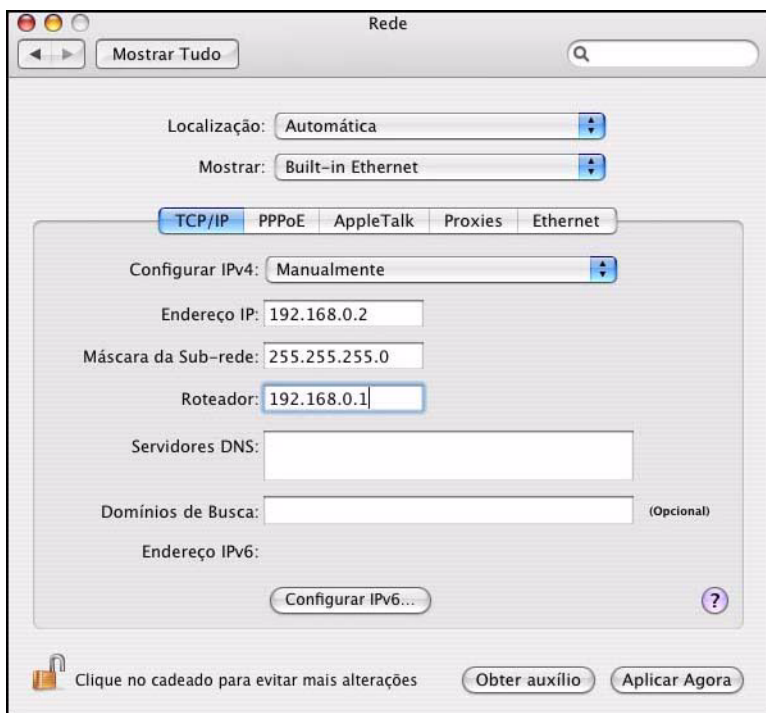 Rede
Mostrar Tudo
Localização: Automática
Mostrar: Built-in Ethernet
TCP/IP PPPoE AppleTalk Proxies Ethernet
Configurar IPv4: Manualmente
Endereço IP: 192.168.0.2
Máscara da Sub-rede: 255.255.255.0
Roteador: 192.168.0.1
Servidores DNS:
Domínios de Busca: (Opcional)
Endereço IPv6:
Configurar IPv6... ?
Clique no cadeado para evitar mais alterações Obter auxílio Aplicar Agora